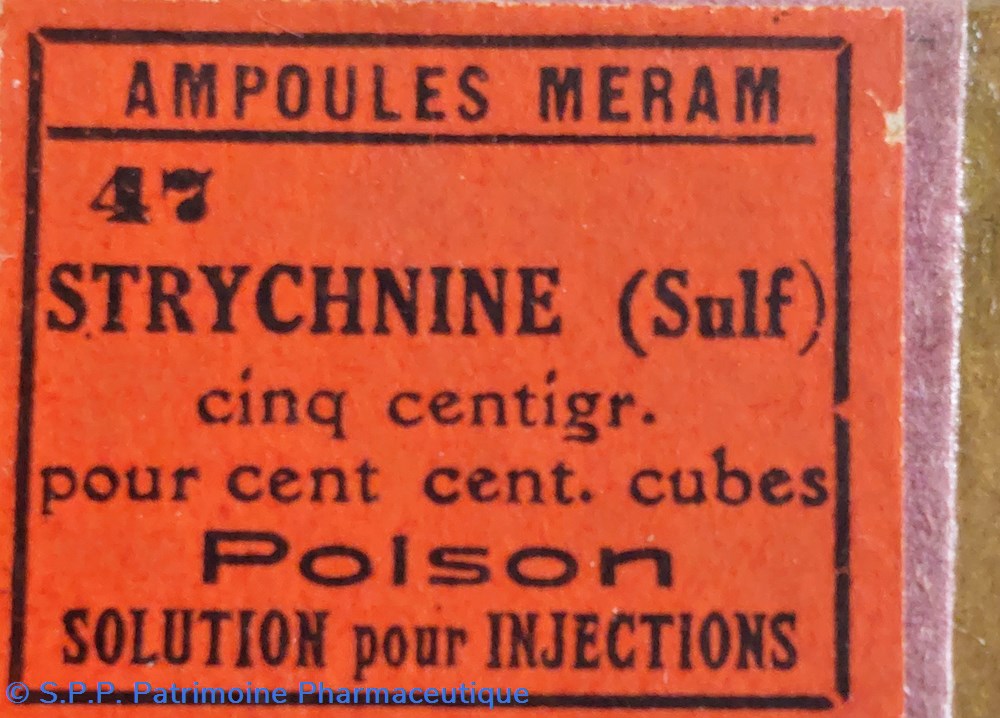 AMPOULES MERAM
47
STRYCHNINE (Sulf)
cinq centigr.
pour cent cent. cubes
Poison
SOLUTION pour INJECTIONS
© S.P.P. Patrimoine Pharmaceutique